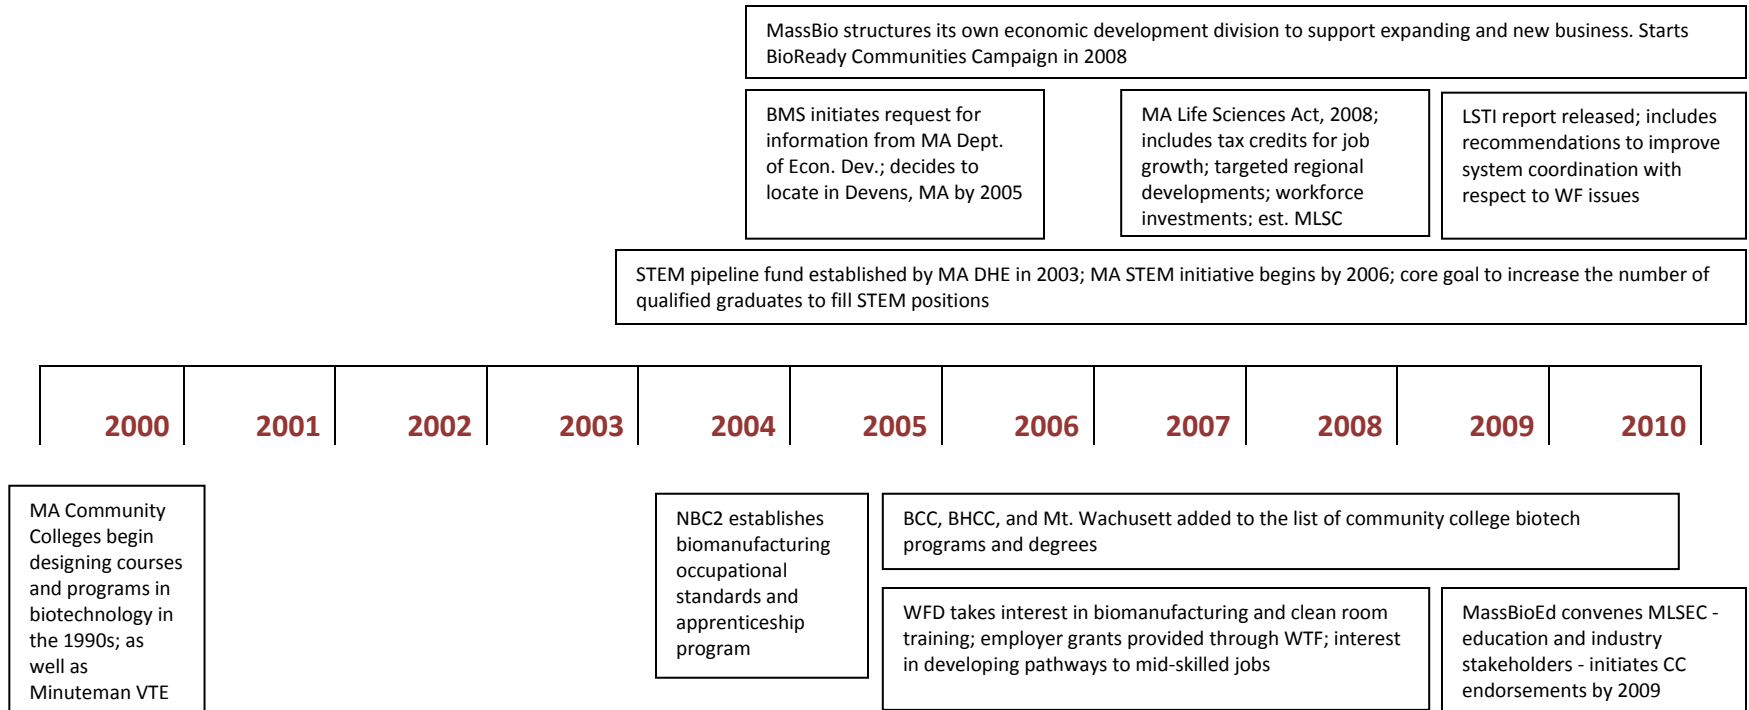 MassBio structures its own economic development division to support expanding and new business. Starts
BioReady Communities Campaign in 2008
BMS initiates request for
information from MA Dept.
of Econ. Dev.; decides to
locate in Devens, MA by 2005
MA Life Sciences Act, 2008;
includes tax credits for job
growth; targeted regional
developments; workforce
investments; est. MLSC
LSTI report released; includes
recommendations to improve
system coordination with
respect to WF issues
STEM pipeline fund established by MA DHE in 2003; MA STEM initiative begins by 2006; core goal to increase the number of
qualified graduates to fill STEM positions
2000 2001 2002 2003 2004 2005 2006 2007 2008 2009 2010
MA Community
Colleges begin
designing courses
and programs in
biotechnology in
the 1990s; as
well as
Minuteman VTE
NBC2 establishes
biomanufacturing
occupational
standards and
apprenticeship
program
BCC, BHCC, and Mt. Wachusett added to the list of community college biotech
programs and degrees
WFD takes interest in biomanufacturing and clean room
training; employer grants provided through WTF; interest
in developing pathways to mid-skilled jobs
MassBioEd convenes MLSEC -
education and industry
stakeholders - initiates CC
endorsements by 2009